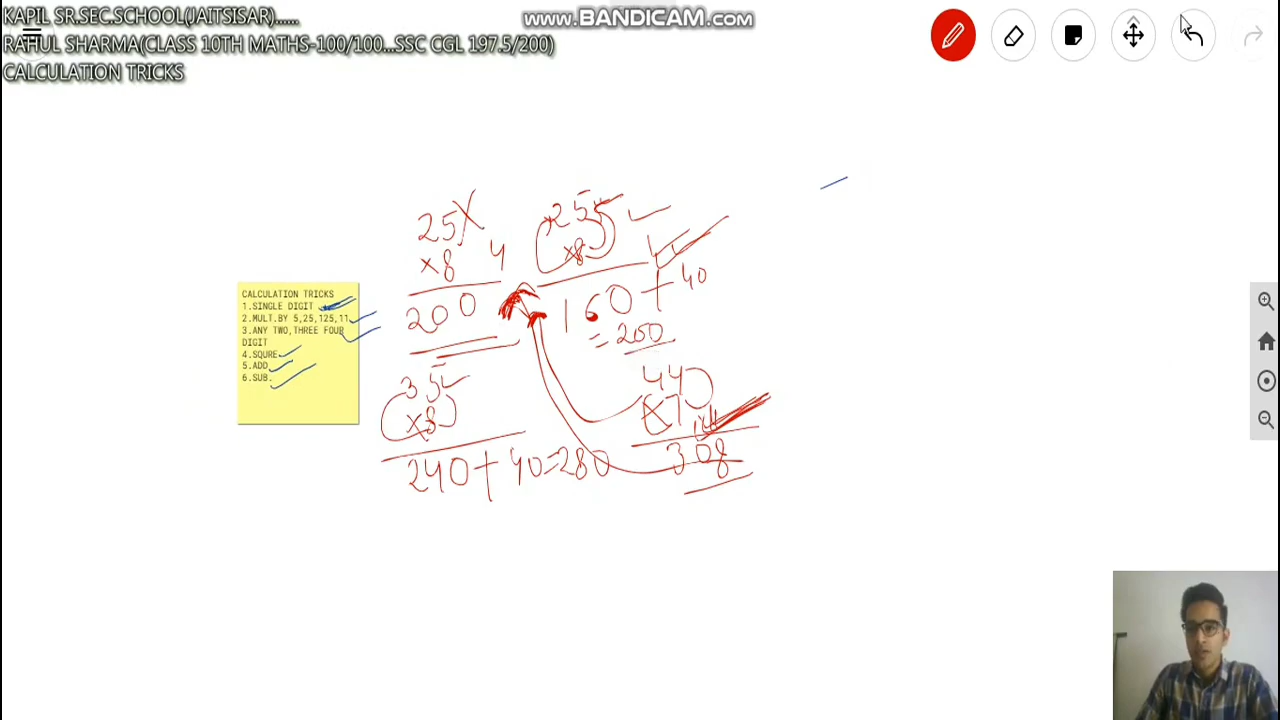 KAPIL SR.SEC.SCHOOL(JAITSISAR)......
www.BANDICAM.com
RAHUL SHARMA(CLASS 10TH MATHS-100/100...SSC CGL 197.5/200)
CALCULATION TRICKS
CALCULATION TRICKS
1.SINGLE DIGIT
2.MULT.BY 5,25,125,11
3.ANY TWO,THREE FOUR
DIGIT
4.SQURE
5.ADD
6.SUB.
25
×8 4
200
25
×8
160+40
=200
35
×8
240+40=280
44
×7
308